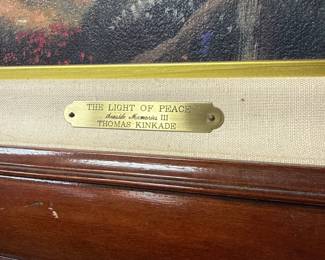 THE LIGHT OF PEACE
Seaside Memories III
THOMAS KINKADE